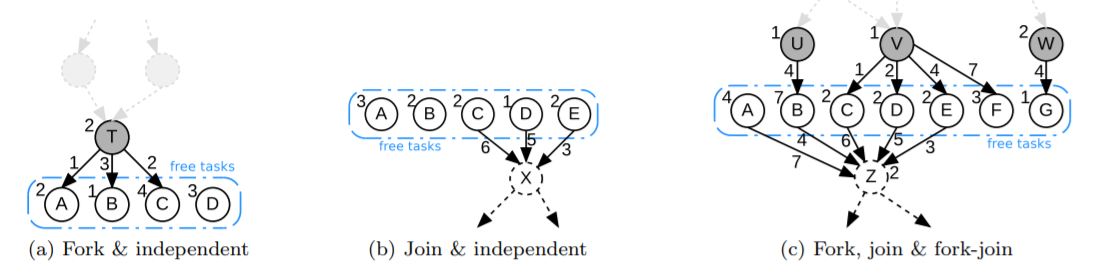 1 U 1 V 2 W
4 1 2 4 7 4
3 A 2 B 2 C 1 D 2 E
4 A 7 B 2 C 2 D 2 E 3 F 1 G
2 T
free tasks
6 5 3
free tasks
1 3 2 free tasks
4 6 5 3
7
2 A 1 B 4 C 3 D
X
Z 2
(a) Fork & independent
(b) Join & independent
(c) Fork, join & fork-join